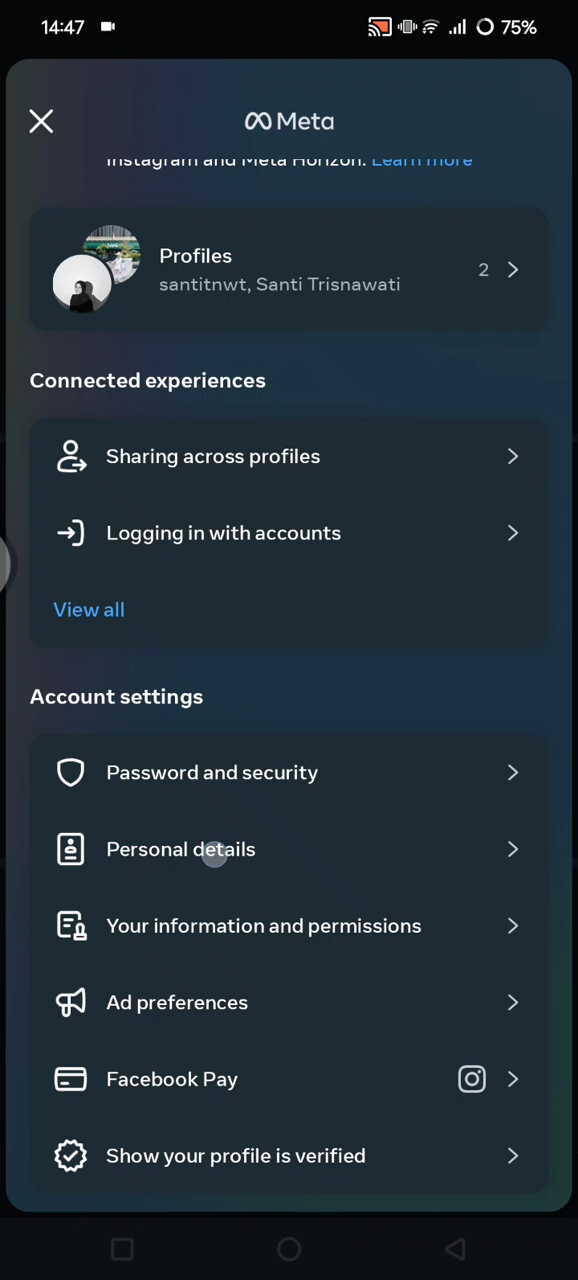 14:47
75%
Meta
Instagram and Meta Horizon. Learn more
Profiles
santitnwt, Santi Trisnawati
2
Connected experiences
Sharing across profiles
Logging in with accounts
View all
Account settings
Password and security
Personal details
Your information and permissions
Ad preferences
Facebook Pay
Show your profile is verified